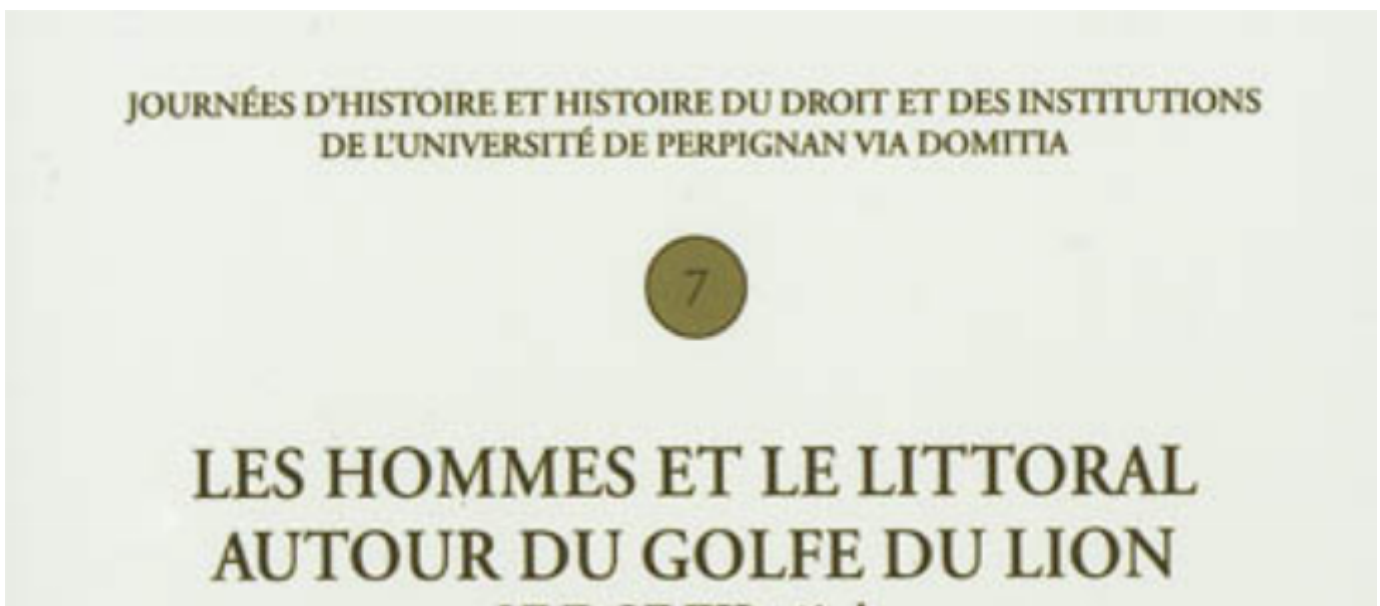 JOURNÉES D'HISTOIRE ET HISTOIRE DU DROIT ET DES INSTITUTIONS
DE L'UNIVERSITÉ DE PERPIGNAN VIA DOMITIA
7
LES HOMMES ET LE LITTORAL
AUTOUR DU GOLFE DU LION